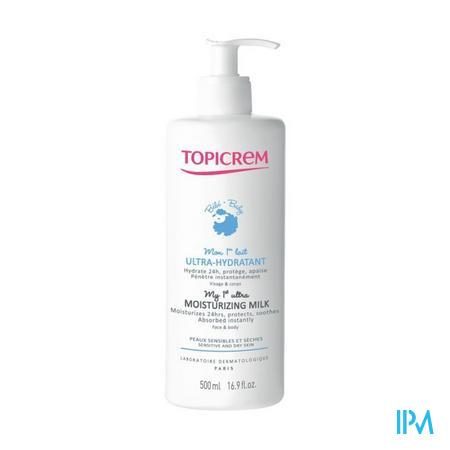 TOPICREM
Bébé • Baby
Mon 1er lait
ULTRA-HYDRATANT
Hydrate 24h, protège, apaise
Pénètre instantanément
Visage & corps
My 1st ultra
MOISTURIZING MILK
Moisturizes 24hrs, protects, soothes
Absorbed instantly
Face & body
PEAUX SENSIBLES ET SÈCHES
SENSITIVE AND DRY SKIN
LABORATOIRE DERMATOLOGIQUE
PARIS
500 ml 16.9 fl.oz.
IPM